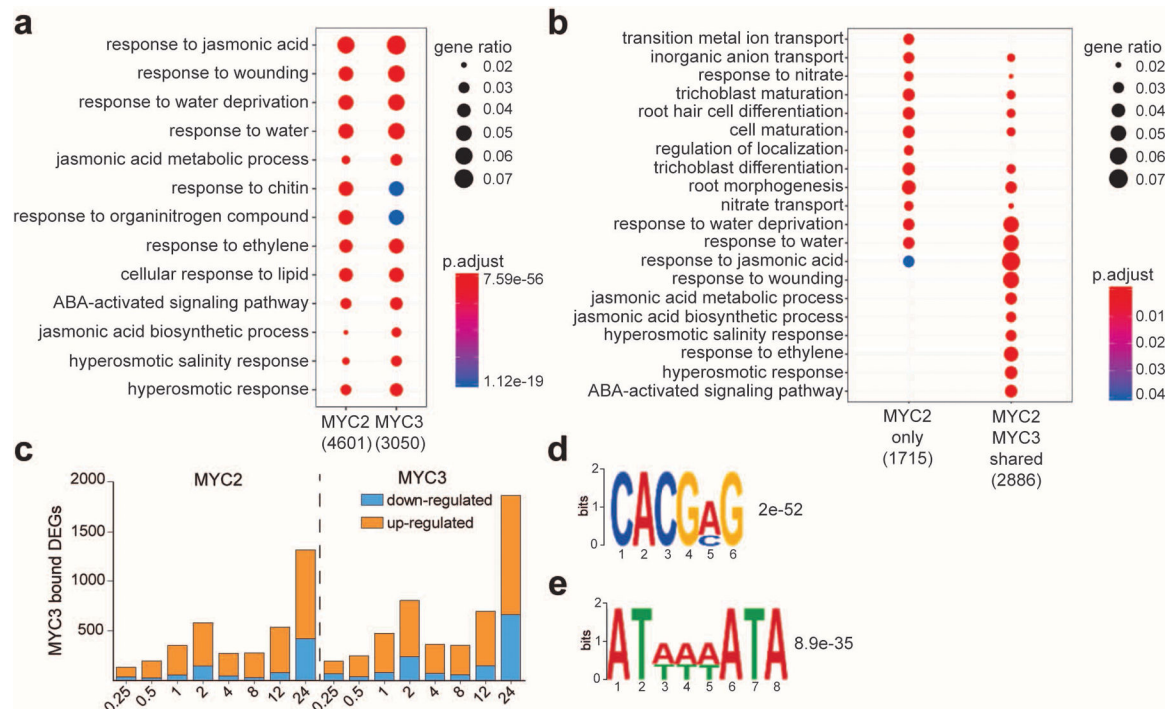 a
response to jasmonic acid
response to wounding
response to water deprivation
response to water
jasmonic acid metabolic process
response to chitin
response to organinitrogen compound
response to ethylene
cellular response to lipid
ABA-activated signaling pathway
jasmonic acid biosynthetic process
hyperosmotic salinity response
hyperosmotic response
MYC2
(4601)
MYC3
(3050)
gene ratio
0.02
0.03
0.04
0.05
0.06
0.07
p.adjust
7.59e-56
1.12e-19
b
transition metal ion transport
inorganic anion transport
response to nitrate
trichoblast maturation
root hair cell differentiation
cell maturation
regulation of localization
trichoblast differentiation
root morphogenesis
nitrate transport
response to water deprivation
response to water
response to jasmonic acid
response to wounding
jasmonic acid metabolic process
jasmonic acid biosynthetic process
hyperosmotic salinity response
response to ethylene
hyperosmotic response
ABA-activated signaling pathway
MYC2
only
(1715)
MYC2
MYC3
shared
(2886)
gene ratio
0.02
0.03
0.04
0.05
0.06
0.07
p.adjust
0.01
0.02
0.03
0.04
c
MYC3 bound DEGs
2000
1500
1000
500
MYC2
MYC3
down-regulated
up-regulated
0.25 0.5 1 2 4 8 12 24 0.25 0.5 1 2 4 8 12 24
d
bits
2
1
0
CACGAG
C
1 2 3 4 5 6
2e-52
e
bits
2
1
0
ATAAAATA
TTT
1 2 3 4 5 6 7 8
8.9e-35